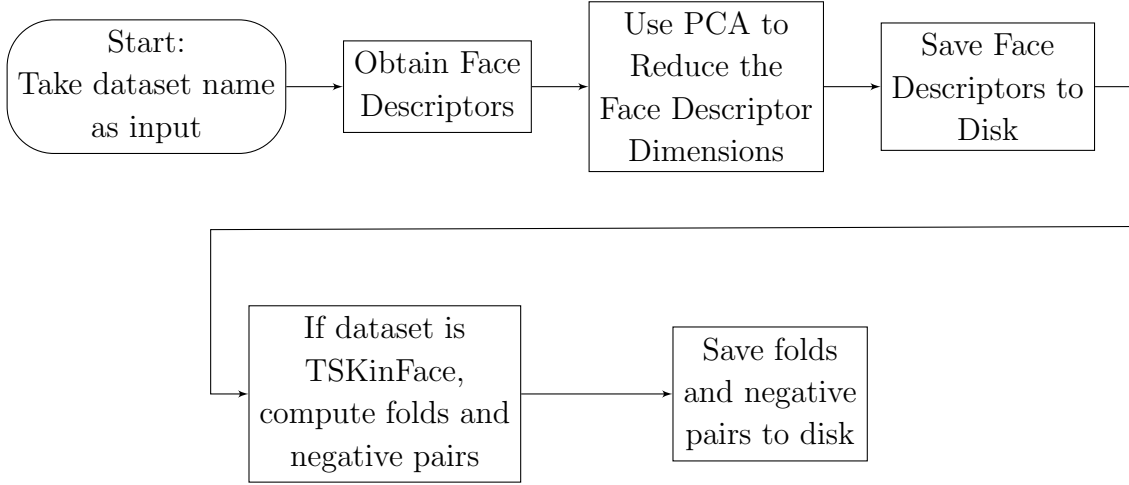 Start:
Take dataset name
as input
Obtain Face
Descriptors
Use PCA to
Reduce the
Face Descriptor
Dimensions
Save Face
Descriptors to
Disk
If dataset is
TSKinFace,
compute folds and
negative pairs
Save folds
and negative
pairs to disk